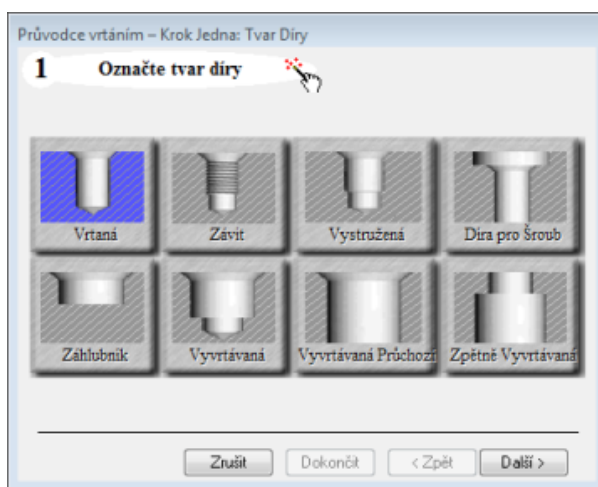 Průvodce vrtáním – Krok Jedna: Tvar Díry
1 Označte tvar díry
Vrtaná Závit Vystružená Díra pro Šroub
Záhlubník Vyvrtávaná Vyvrtávaná Průchozí Zpětně Vyvrtávaná
Zrušit Dokončit < Zpět Další >